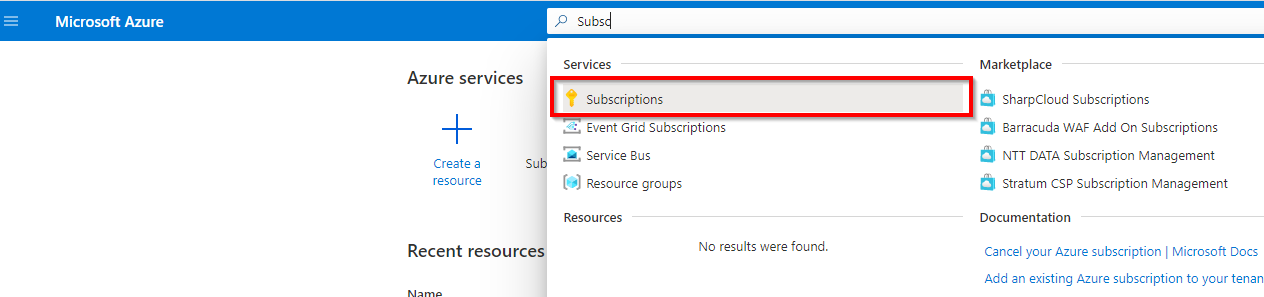 Microsoft Azure
Subsc
Azure services
Create a
resource
Sub
Recent resources
Name
Services
Subscriptions
Event Grid Subscriptions
Service Bus
Resource groups
Resources
No results were found.
Marketplace
SharpCloud Subscriptions
Barracuda WAF Add On Subscriptions
NTT DATA Subscription Management
Stratum CSP Subscription Management
Documentation
Cancel your Azure subscription | Microsoft Docs
Add an existing Azure subscription to your tenan